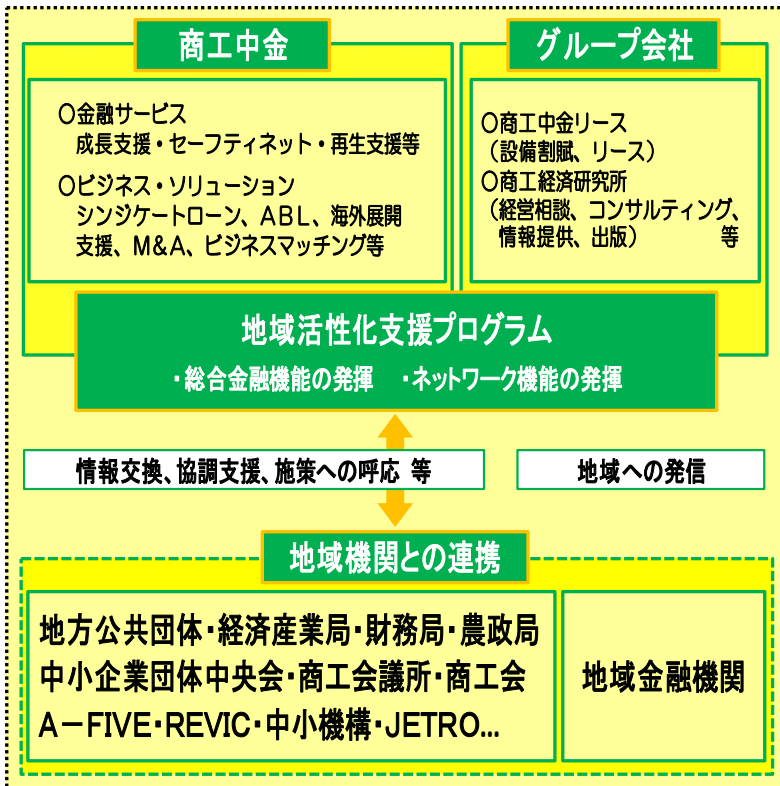 商工中金
〇金融サービス
成長支援・セーフティネット・再生支援等
〇ビジネス・ソリューション
シンジケートローン、ABL、海外展開
支援、M&A、ビジネスマッチング等
グループ会社
〇商工中金リース
（設備割賦、リース）
〇商工経済研究所
（経営相談、コンサルティング、
情報提供、出版） 等
地域活性化支援プログラム
・総合金融機能の発揮 ・ネットワーク機能の発揮
情報交換、協調支援、施策への呼応 等
地域への発信
地域機関との連携
地方公共団体・経済産業局・財務局・農政局
中小企業団体中央会・商工会議所・商工会
A－FIVE・REVIC・中小機構・JETRO...
地域金融機関